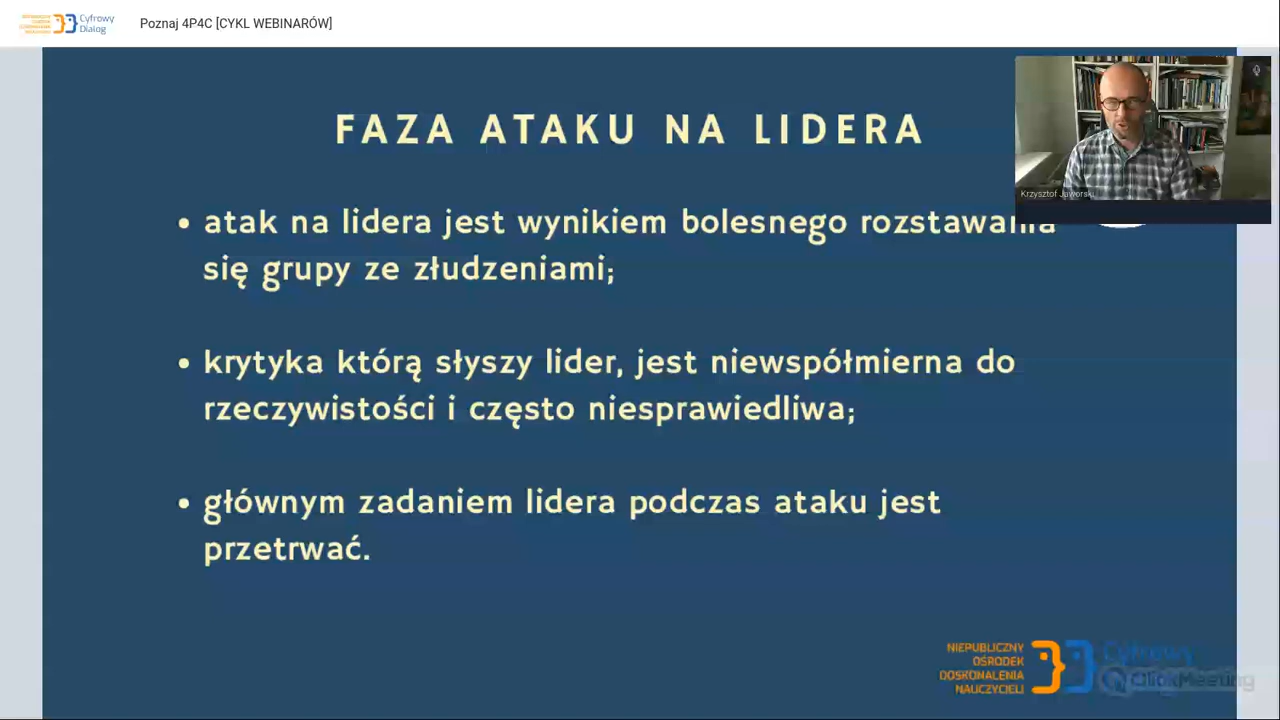 Cyfrowy
Dialog
Poznaj 4P4C [CYKL WEBINARÓW]
FAZA ATAKU NA LIDERA
Krzysztof Jaworski
• atak na lidera jest wynikiem bolesnego rozstawania
się grupy ze złudzeniami;
• krytyka którą słyszy lider, jest niewspółmierna do
rzeczywistości i często niesprawiedliwa;
• głównym zadaniem lidera podczas ataku jest
przetrwać.
NIEPUBLICZNY
OŚRODEK
DOSKONALENIA
NAUCZYCIELI
Cyfrowy
ClickMeeting